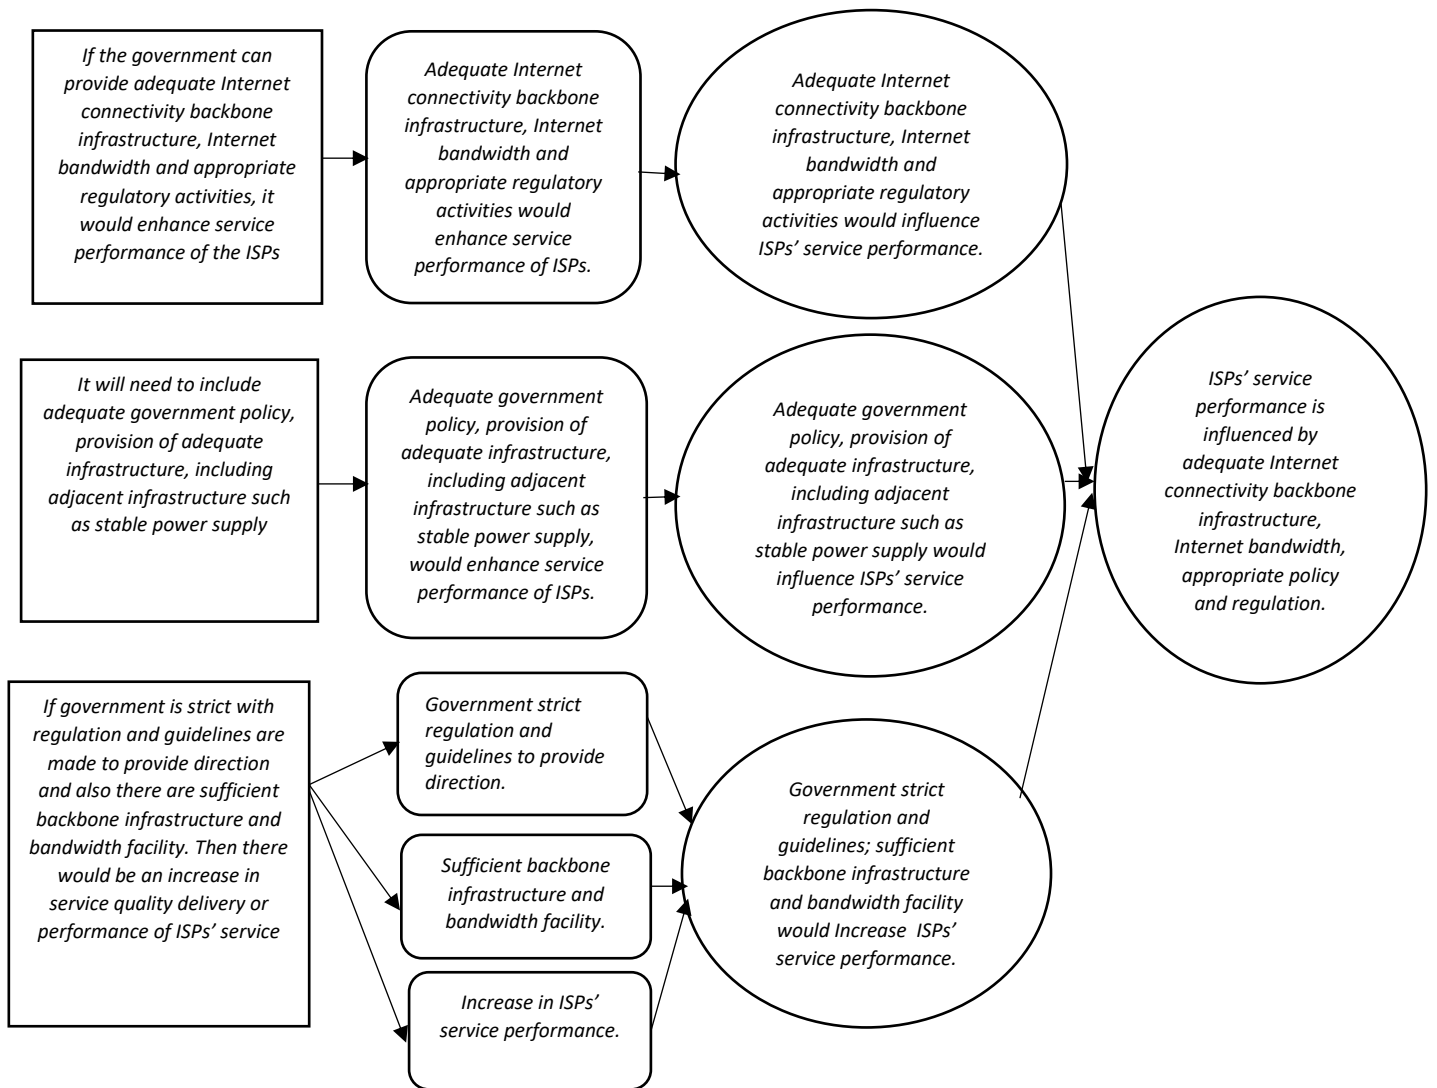 If the government can
provide adequate Internet
connectivity backbone
infrastructure, Internet
bandwidth and appropriate
regulatory activities, it
would enhance service
performance of the ISPs
Adequate Internet
connectivity backbone
infrastructure, Internet
bandwidth and
appropriate regulatory
activities would
enhance service
performance of ISPs.
Adequate Internet
connectivity backbone
infrastructure, Internet
bandwidth and
appropriate regulatory
activities would influence
ISPs’ service performance.
It will need to include
adequate government policy,
provision of adequate
infrastructure, including
adjacent infrastructure such
as stable power supply
Adequate government
policy, provision of
adequate infrastructure,
including adjacent
infrastructure such as
stable power supply,
would enhance service
performance of ISPs.
Adequate government
policy, provision of
adequate infrastructure,
including adjacent
infrastructure such as
stable power supply would
influence ISPs’ service
performance.
If government is strict with
regulation and guidelines are
made to provide direction
and also there are sufficient
backbone infrastructure and
bandwidth facility. Then there
would be an increase in
service quality delivery or
performance of ISPs’ service
Government strict
regulation and
guidelines to provide
direction.
Sufficient backbone
infrastructure and
bandwidth facility.
Increase in ISPs’
service performance.
Government strict
regulation and
guidelines; sufficient
backbone infrastructure
and bandwidth facility
would Increase ISPs’
service performance.
ISPs’ service
performance is
influenced by
adequate Internet
connectivity backbone
infrastructure,
Internet bandwidth,
appropriate policy
and regulation.